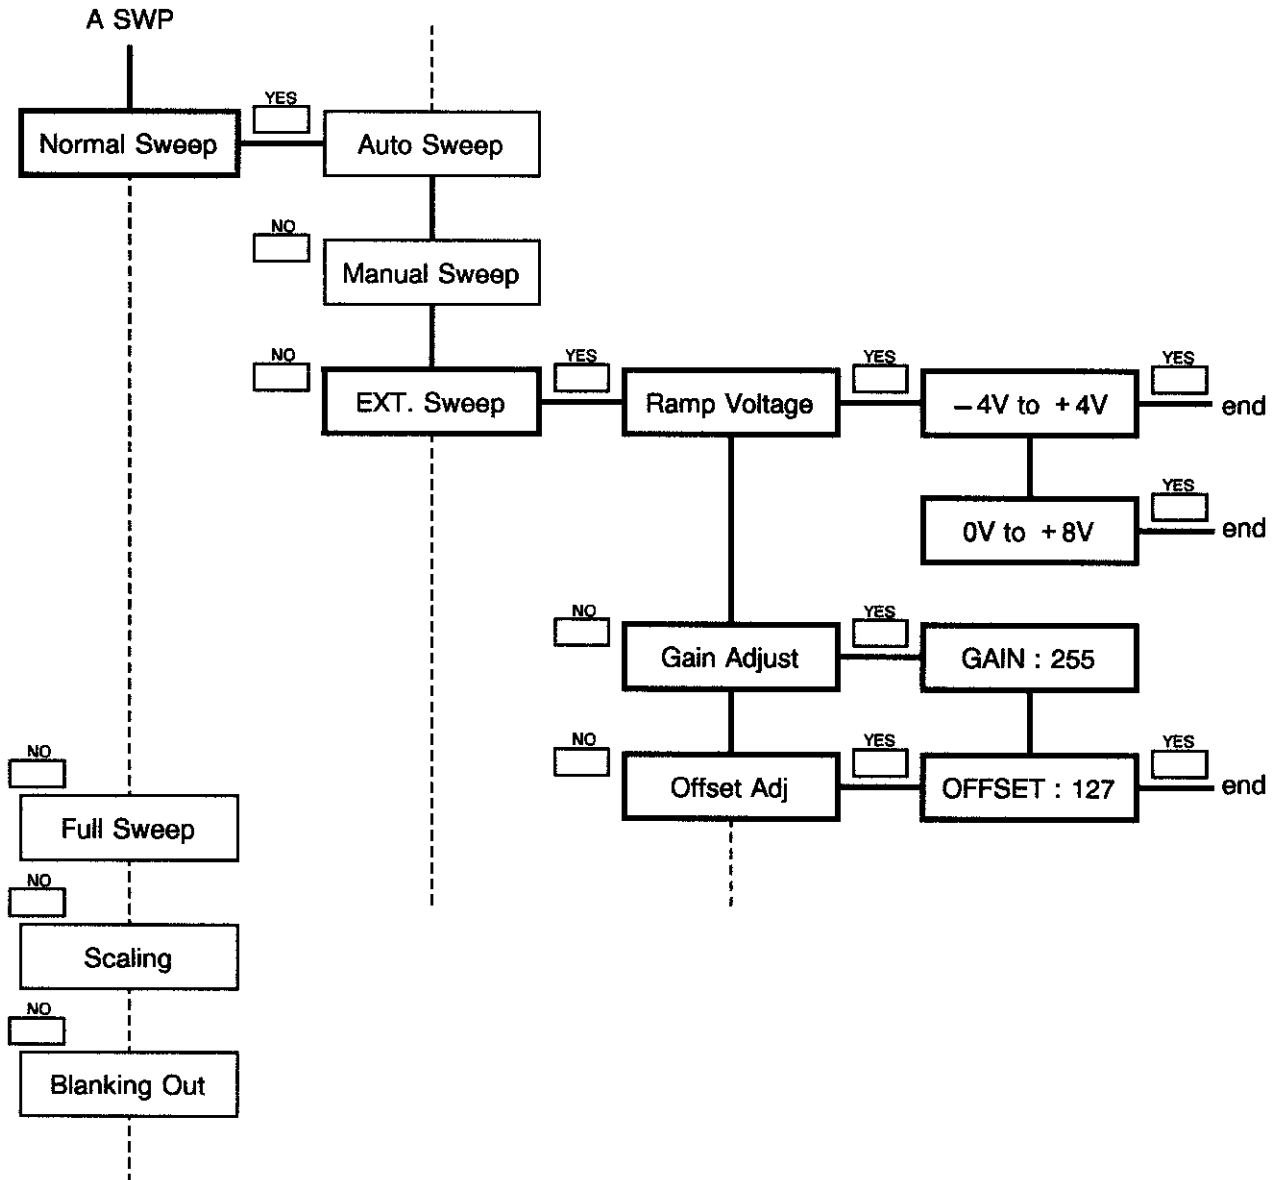 A SWP
YES
Normal Sweep
Auto Sweep
NO
Manual Sweep
NO
YES
YES
YES
EXT. Sweep
Ramp Voltage
– 4V to + 4V
end
YES
0V to + 8V
end
NO
YES
Gain Adjust
GAIN : 255
NO
YES
YES
Offset Adj
OFFSET : 127
end
NO
Full Sweep
NO
Scaling
NO
Blanking Out